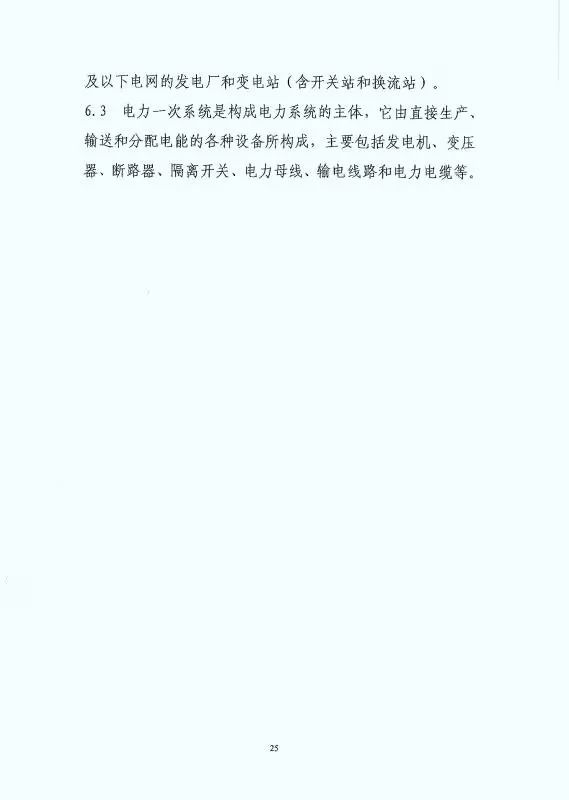 及以下电网的发电厂和变电站（含开关站和换流站）。
6.3 电力一次系统是构成电力系统的主体，它由直接生产、
输送和分配电能的各种设备所构成，主要包括发电机、变压
器、断路器、隔离开关、电力母线、输电线路和电力电缆等。
25